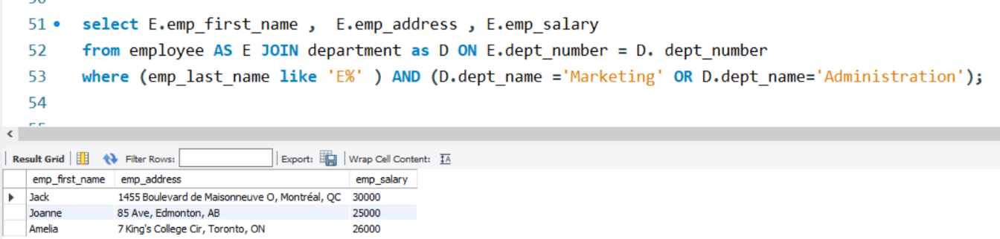 51 select E.emp_first_name , E.emp_address , E.emp_salary
52 from employee AS E JOIN department as D ON E.dept_number = D. dept_number
53 where (emp_last_name like 'E%' ) AND (D.dept_name ='Marketing' OR D.dept_name='Administration');
54
Result Grid Filter Rows: Export: Wrap Cell Content:
emp_first_name emp_address emp_salary
Jack 1455 Boulevard de Maisonneuve O, Montréal, QC 30000
Joanne 85 Ave, Edmonton, AB 25000
Amelia 7 King's College Cir, Toronto, ON 26000